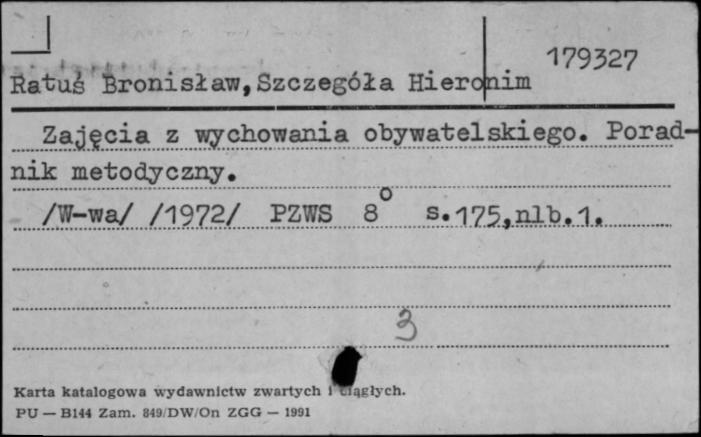 179327
Ratuś Bronisław,Szczegóła Hieronim
Zajęcia z wychowania obywatelskiego. Porad-
nik metodyczny.
/W-wa/ /1972/ PZWS 8° s.175,nlb.1.
3
Karta katalogowa wydawnictw zwartych i ciągłych.
PU — B144 Zam. 849/DW/On ZGG — 1991